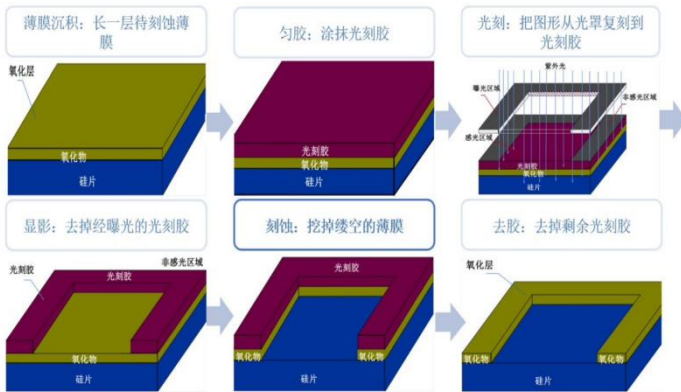 薄膜沉积：长一层待刻蚀薄
膜
匀胶：涂抹光刻胶
光刻：把图形从光罩复刻到
光刻胶
氧化层
氧化物
硅片
光刻胶
氧化物
硅片
紫外光
曝光区域
非感光区域
感光区域
光刻胶
氧化物
硅片
显影：去掉经曝光的光刻胶
刻蚀：挖掉缕空的薄膜
去胶：去掉剩余光刻胶
光刻胶
非感光区域
光刻胶
氧化物
硅片
光刻胶
氧化物
氧化物
硅片
氧化层
氧化物
氧化物
硅片